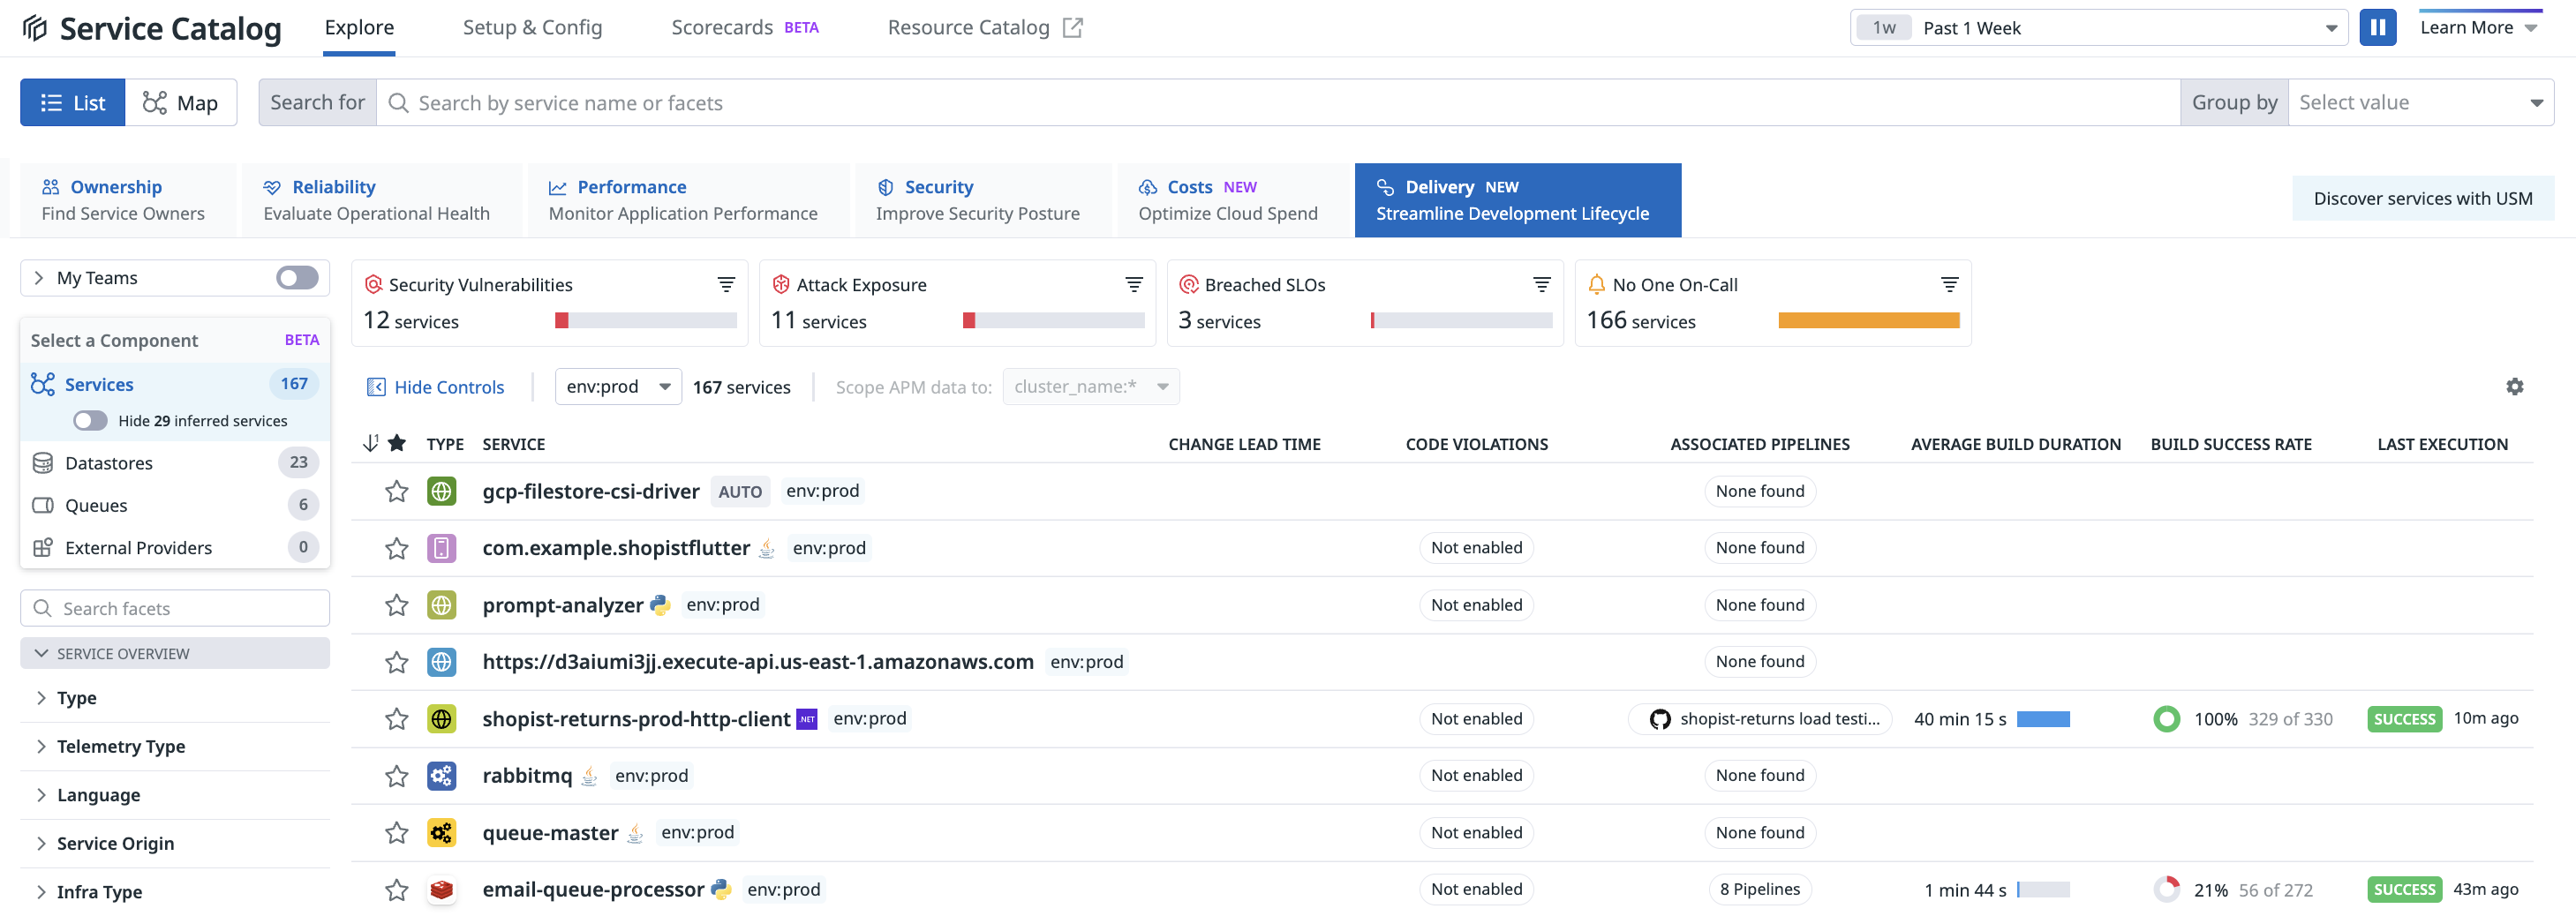 Service Catalog
Explore
Setup & Config
Scorecards BETA
Resource Catalog
1w Past 1 Week
Learn More
List
Map
Search for
Search by service name or facets
Group by
Select value
Ownership
Find Service Owners
Reliability
Evaluate Operational Health
Performance
Monitor Application Performance
Security
Improve Security Posture
Costs NEW
Optimize Cloud Spend
Delivery NEW
Streamline Development Lifecycle
Discover services with USM
My Teams
Select a Component BETA
Services 167
Hide 29 inferred services
Datastores 23
Queues 6
External Providers 0
Search facets
SERVICE OVERVIEW
Type
Telemetry Type
Language
Service Origin
Infra Type
Security Vulnerabilities
12 services
Attack Exposure
11 services
Breached SLOs
3 services
No One On-Call
166 services
Hide Controls
env:prod
167 services
Scope APM data to:
cluster_name:*
1 TYPE SERVICE CHANGE LEAD TIME CODE VIOLATIONS ASSOCIATED PIPELINES AVERAGE BUILD DURATION BUILD SUCCESS RATE LAST EXECUTION
gcp-filestore-csi-driver AUTO env:prod None found
com.example.shopistflutter env:prod Not enabled None found
prompt-analyzer env:prod Not enabled None found
https://d3aiumi3jj.execute-api.us-east-1.amazonaws.com env:prod None found
shopist-returns-prod-http-client .NET env:prod Not enabled shopist-returns load testi... 40 min 15 s 100% 329 of 330 SUCCESS 10m ago
rabbitmq env:prod Not enabled None found
queue-master env:prod Not enabled None found
email-queue-processor env:prod Not enabled 8 Pipelines 1 min 44 s 21% 56 of 272 SUCCESS 43m ago